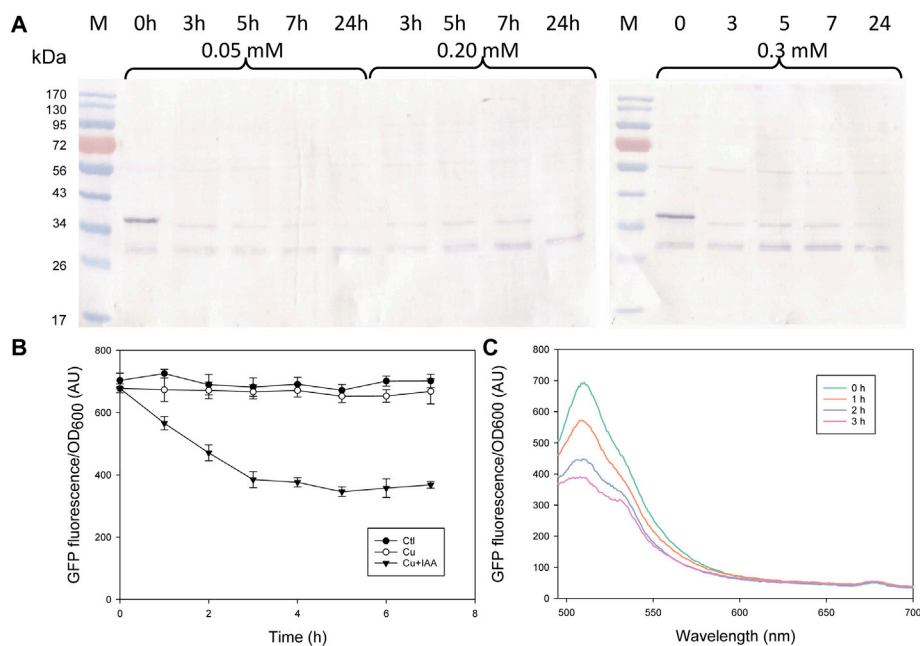 A
M 0h 3h 5h 7h 24h 3h 5h 7h 24h M 0 3 5 7 24
kDa 0.05 mM 0.20 mM 0.3 mM
170
130
95
72
56
43
34
26
17
B
GFP fluorescence/OD600 (AU)
800
600
400
200
0
0 2 4 6 8
Time (h)
Ctl
Cu
Cu+IAA
C
GFP fluorescence/OD600 (AU)
800
700
600
500
400
300
200
100
0
500 550 600 650 700
Wavelength (nm)
0 h
1 h
2 h
3 h